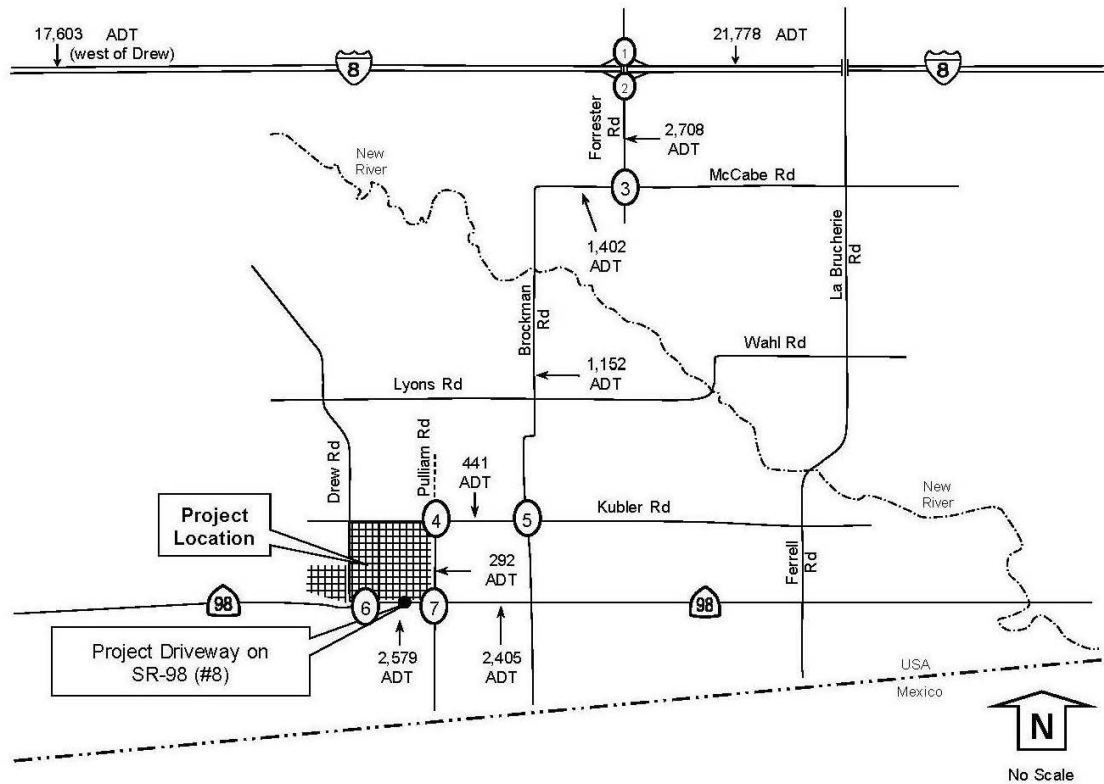 17,603 ADT
(west of Drew)
21,778 ADT
1
8
8
2
Forrester
Rd
2,708
ADT
New
River
3
McCabe Rd
1,402
ADT
La Brucherie
Rd
Brockman
Rd
Wahl Rd
1,152
ADT
Lyons Rd
Drew Rd
Pulliam Rd
441
ADT
New
River
Project
Location
4
5
Kubler Rd
292
ADT
Ferrell
Rd
98
6
7
98
Project Driveway on
SR-98 (#8)
2,579
ADT
2,405
ADT
USA
Mexico
N
No Scale